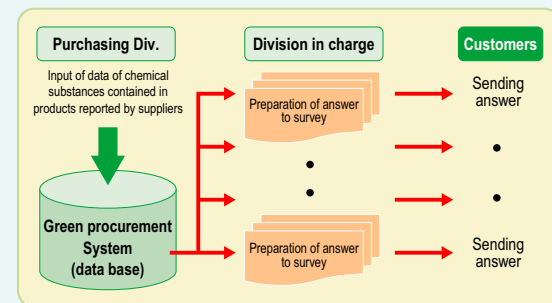 Purchasing Div.
Division in charge
Customers
Input of data of chemical
substances contained in
products reported by suppliers
Preparation of answer
to survey
Sending
answer
Green procurement
System
(data base)
Preparation of answer
to survey
Sending
answer